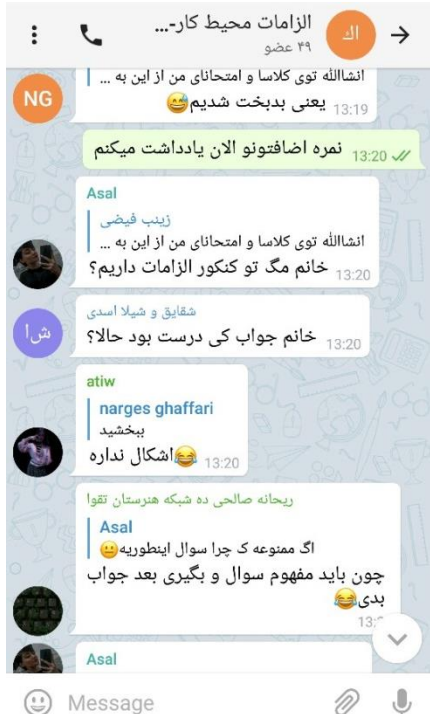 الزامات محیط کار-...
۴۹ عضو
اک
انشاالله توی کلاسا و امتحانای من از این به ...
یعنی بدبخت شدیم😅
13:19
NG
نمره اضافتونو الان یادداشت میکنم
13:20
Asal
زینب فیضی
انشاالله توی کلاسا و امتحانای من از این به ...
خانم مگ تو کنکور الزامات داریم؟
13:20
شقایق و شیلا اسدی
خانم جواب کی درست بود حالا؟
13:20
ش ا
atiw
narges ghaffari
ببخشید
😂اشکال نداره
13:20
ریحانه صالحی ده شبکه هنرستان تقوا
Asal
اگ ممنوعه ک چرا سوال اینطوریه😐
چون باید مفهوم سوال و بگیری بعد جواب
بدی😂
Asal
Message